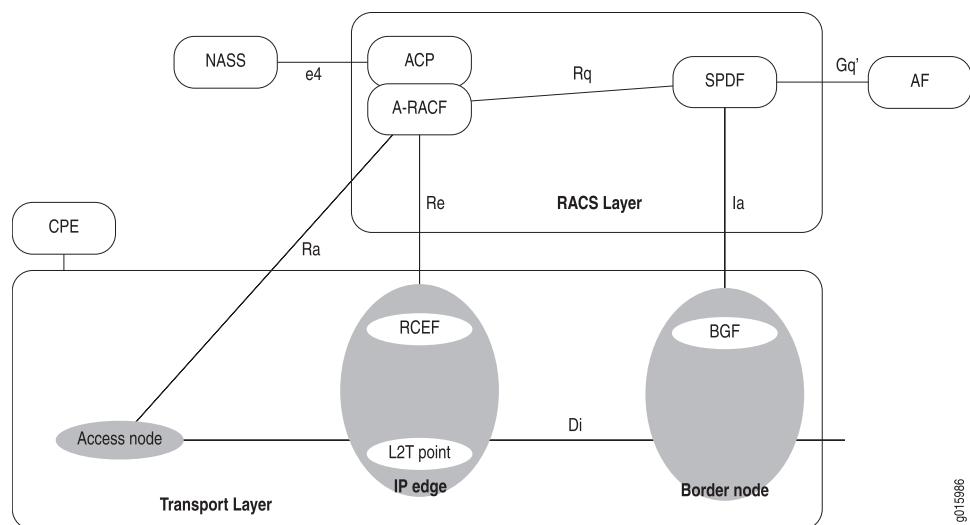 NASS
e4
ACP
A-RACF
Rq
SPDF
Gq'
AF
CPE
Ra
Re
RACS Layer
Ia
RCEF
BGF
Access node
L2T point
Di
IP edge
Border node
Transport Layer
g015986